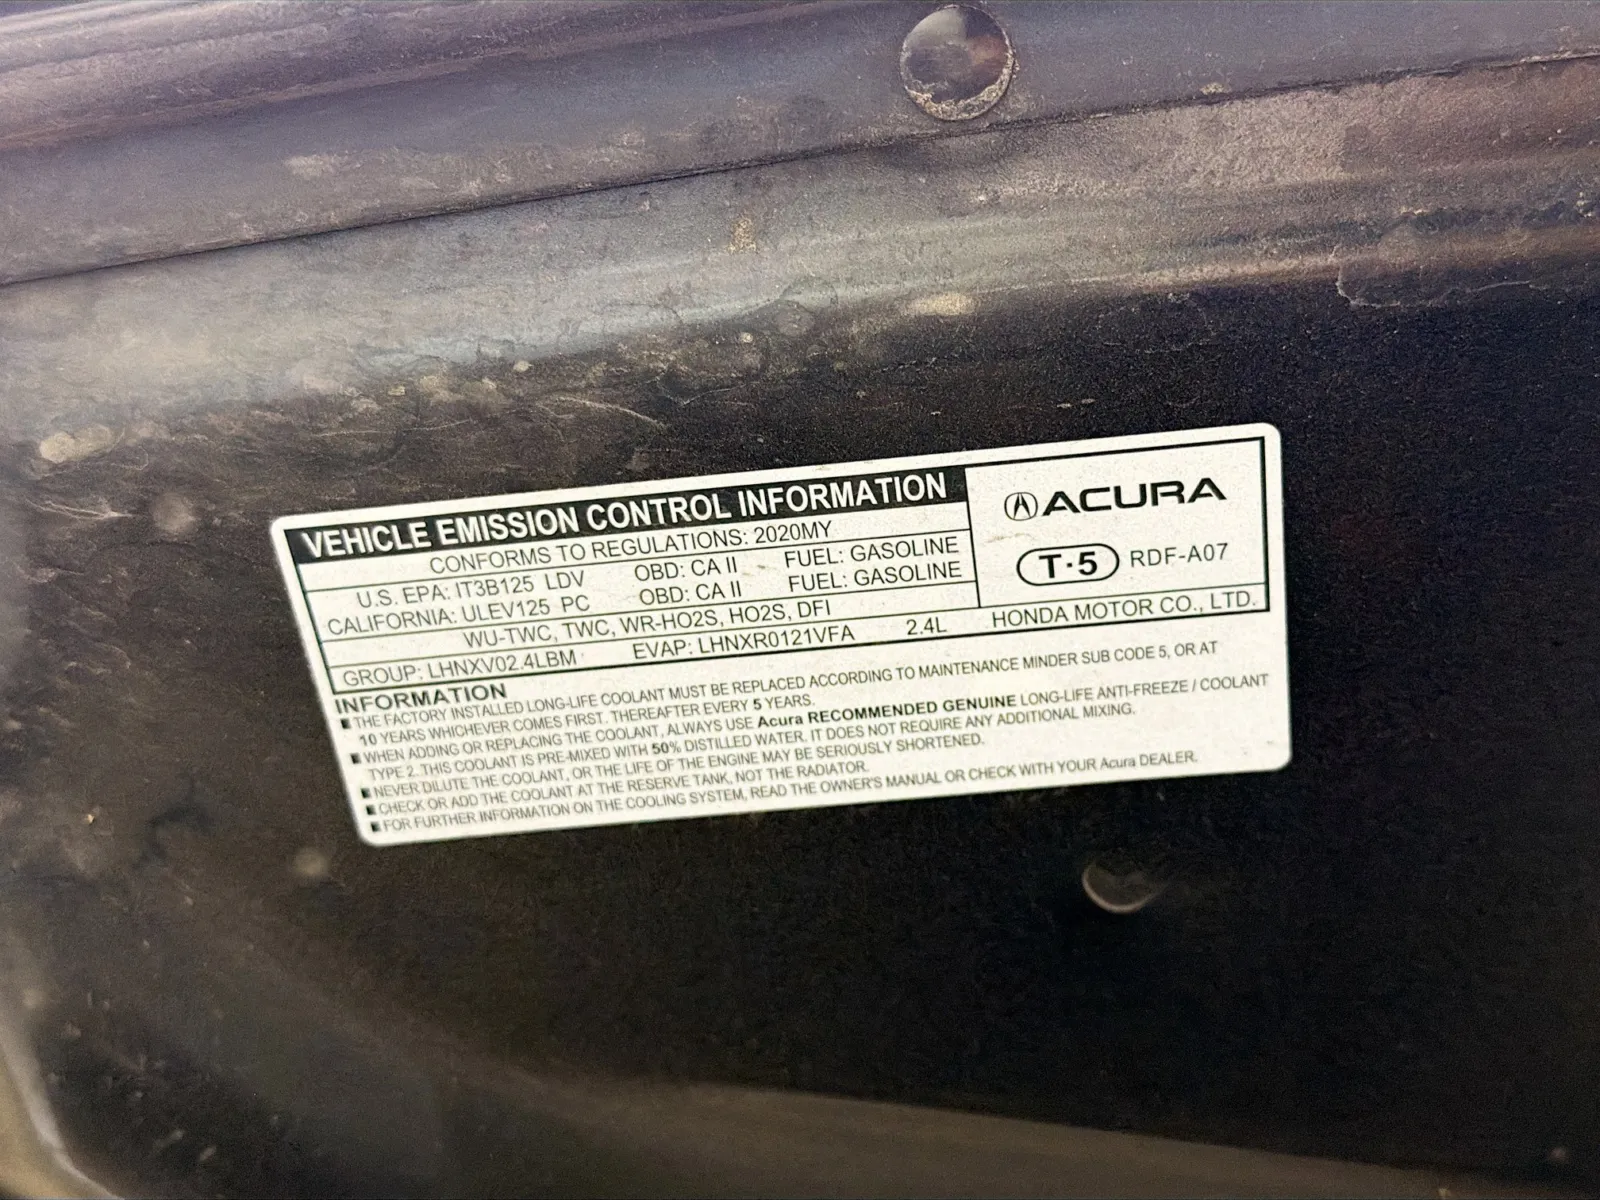 VEHICLE EMISSION CONTROL INFORMATION
CONFORMS TO REGULATIONS: 2020MY
U.S. EPA: IT3B125 LDV OBD: CA II FUEL: GASOLINE
CALIFORNIA: ULEV125 PC OBD: CA II FUEL: GASOLINE
WU-TWC, TWC, WR-HO2S, HO2S, DFI
GROUP: LHNXV02.4LBM EVAP: LHNXR0121VFA 2.4L
ACURA
T·5 RDF-A07
HONDA MOTOR CO., LTD.
INFORMATION
■ THE FACTORY INSTALLED LONG-LIFE COOLANT MUST BE REPLACED ACCORDING TO MAINTENANCE MINDER SUB CODE 5, OR AT
10 YEARS WHICHEVER COMES FIRST. THEREAFTER EVERY 5 YEARS.
■ WHEN ADDING OR REPLACING THE COOLANT, ALWAYS USE Acura RECOMMENDED GENUINE LONG-LIFE ANTI-FREEZE / COOLANT
TYPE 2. THIS COOLANT IS PRE-MIXED WITH 50% DISTILLED WATER. IT DOES NOT REQUIRE ANY ADDITIONAL MIXING.
■ NEVER DILUTE THE COOLANT, OR THE LIFE OF THE ENGINE MAY BE SERIOUSLY SHORTENED.
■ CHECK OR ADD THE COOLANT AT THE RESERVE TANK, NOT THE RADIATOR.
■ FOR FURTHER INFORMATION ON THE COOLING SYSTEM, READ THE OWNER'S MANUAL OR CHECK WITH YOUR Acura DEALER.